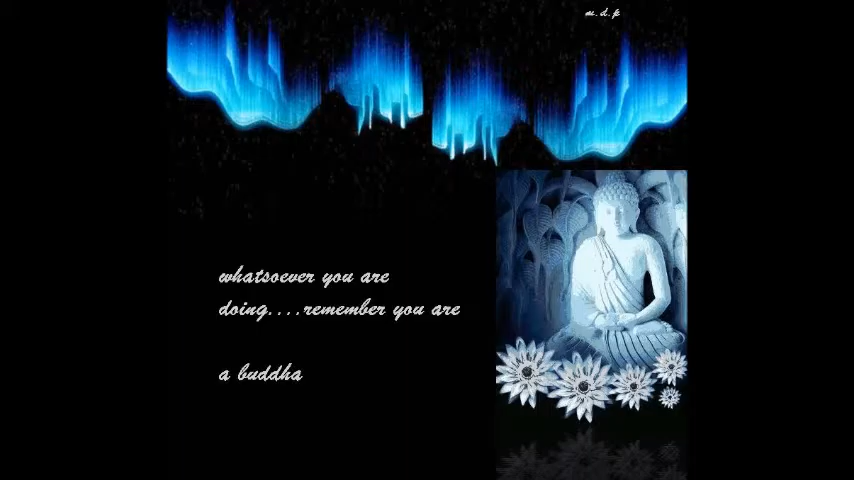 m.d.p
whatsoever you are
doing....remember you are
a buddha